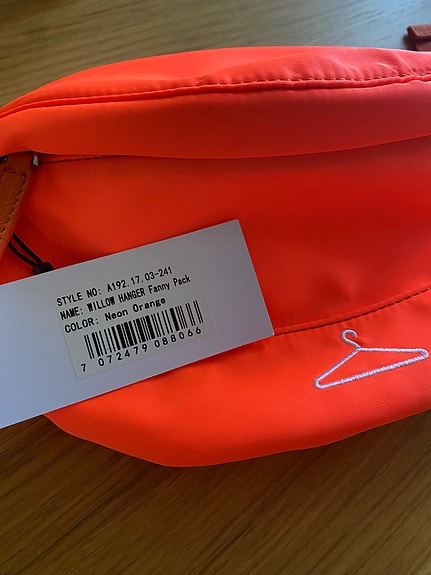 STYLE NO: A192.17.03-241
NAME: WILLOW HANGER Fanny Pack
COLOR: Neon Orange
7 072479 088066